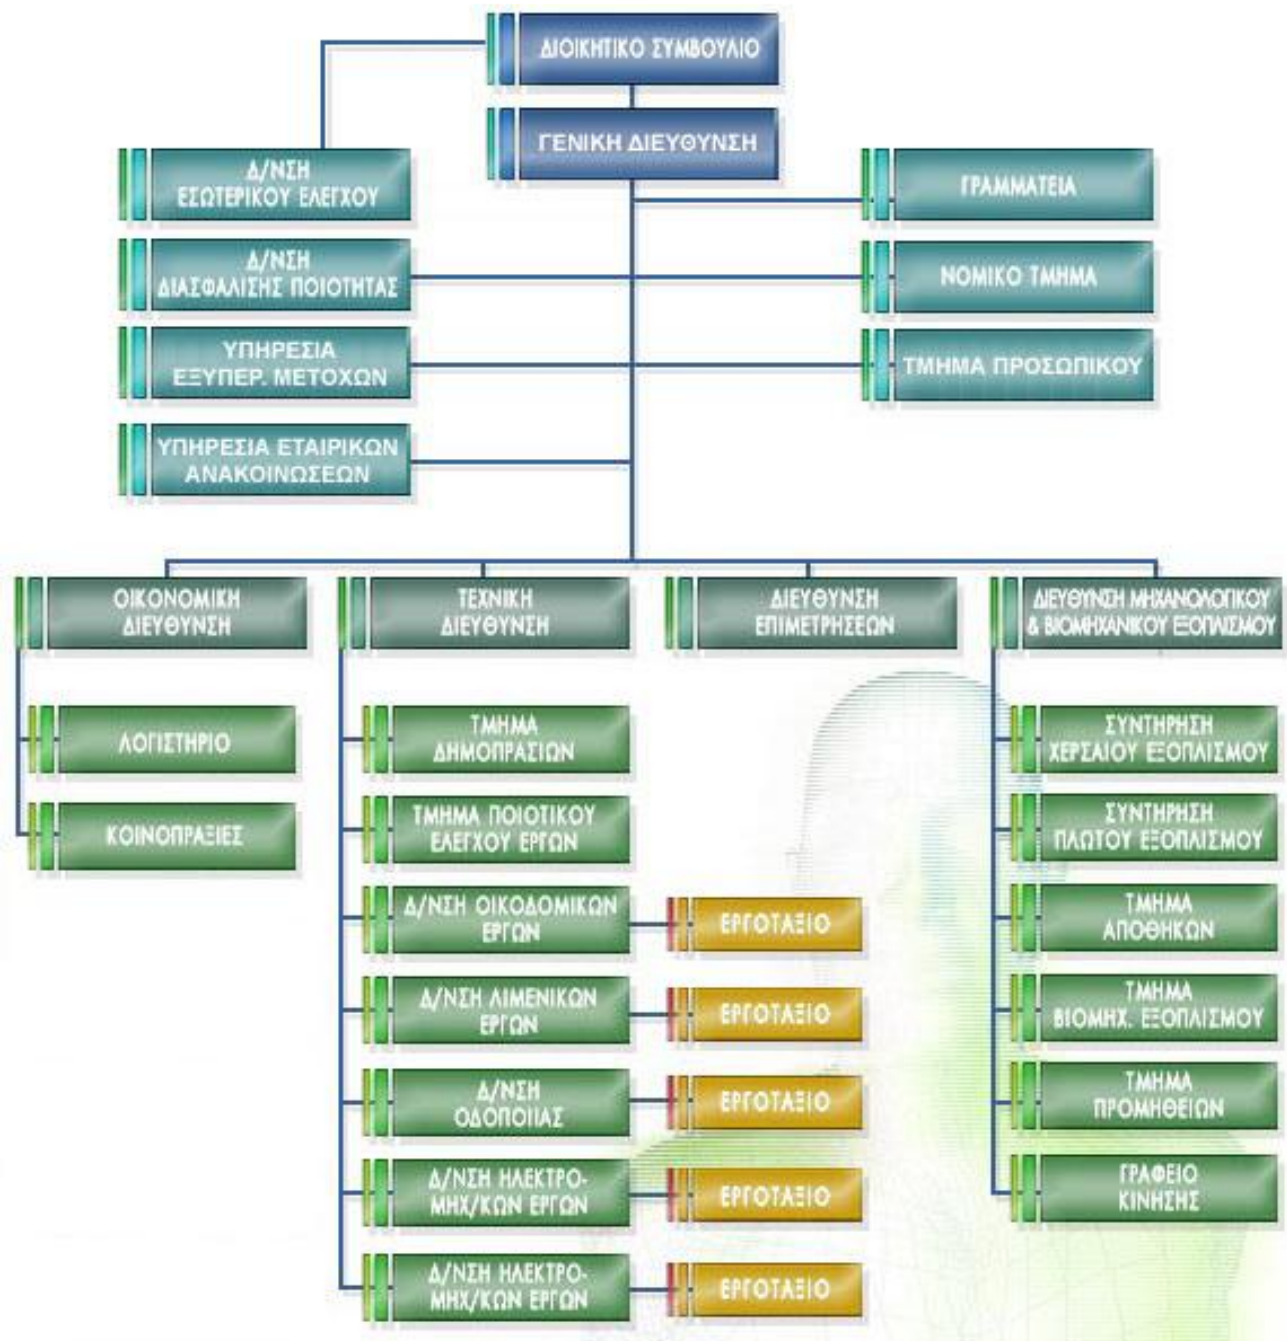 ΔΙΟΙΚΗΤΙΚΟ ΣΥΜΒΟΥΛΙΟ
ΓΕΝΙΚΗ ΔΙΕΥΘΥΝΣΗ
Δ/ΝΣΗ
ΕΣΩΤΕΡΙΚΟΥ ΕΛΕΓΧΟΥ
ΓΡΑΜΜΑΤΕΙΑ
Δ/ΝΣΗ
ΔΙΑΣΦΑΛΙΣΗΣ ΠΟΙΟΤΗΤΑΣ
ΝΟΜΙΚΟ ΤΜΗΜΑ
ΥΠΗΡΕΣΙΑ
ΕΞΥΠΕΡ. ΜΕΤΟΧΩΝ
ΤΜΗΜΑ ΠΡΟΣΩΠΙΚΟΥ
ΥΠΗΡΕΣΙΑ ΕΤΑΙΡΙΚΩΝ
ΑΝΑΚΟΙΝΩΣΕΩΝ
ΟΙΚΟΝΟΜΙΚΗ
ΔΙΕΥΘΥΝΣΗ
ΛΟΓΙΣΤΗΡΙΟ
ΚΟΙΝΟΠΡΑΞΙΕΣ
ΤΕΧΝΙΚΗ
ΔΙΕΥΘΥΝΣΗ
ΤΜΗΜΑ
ΔΗΜΟΠΡΑΣΙΩΝ
ΤΜΗΜΑ ΠΟΙΟΤΙΚΟΥ
ΕΛΕΓΧΟΥ ΕΡΓΩΝ
Δ/ΝΣΗ ΟΙΚΟΔΟΜΙΚΩΝ
ΕΡΓΩΝ
ΕΡΓΟΤΑΞΙΟ
Δ/ΝΣΗ ΛΙΜΕΝΙΚΩΝ
ΕΡΓΩΝ
ΕΡΓΟΤΑΞΙΟ
Δ/ΝΣΗ
ΟΔΟΠΟΙΙΑΣ
ΕΡΓΟΤΑΞΙΟ
Δ/ΝΣΗ ΗΛΕΚΤΡΟ-
ΜΗΧ/ΚΩΝ ΕΡΓΩΝ
ΕΡΓΟΤΑΞΙΟ
Δ/ΝΣΗ ΗΛΕΚΤΡΟ-
ΜΗΧ/ΚΩΝ ΕΡΓΩΝ
ΕΡΓΟΤΑΞΙΟ
ΔΙΕΥΘΥΝΣΗ
ΕΠΙΜΕΤΡΗΣΕΩΝ
ΔΙΕΥΘΥΝΣΗ ΜΗΧΑΝΟΛΟΓΙΚΟΥ
& ΒΙΟΜΗΧΑΝΙΚΟΥ ΕΞΟΠΛΙΣΜΟΥ
ΣΥΝΤΗΡΗΣΗ
ΧΕΡΣΑΙΟΥ ΕΞΟΠΛΙΣΜΟΥ
ΣΥΝΤΗΡΗΣΗ
ΠΛΩΤΟΥ ΕΞΟΠΛΙΣΜΟΥ
ΤΜΗΜΑ
ΑΠΟΘΗΚΩΝ
ΤΜΗΜΑ
ΒΙΟΜΗΧ. ΕΞΟΠΛΙΣΜΟΥ
ΤΜΗΜΑ
ΠΡΟΜΗΘΕΙΩΝ
ΓΡΑΦΕΙΟ
ΚΙΝΗΣΗΣ